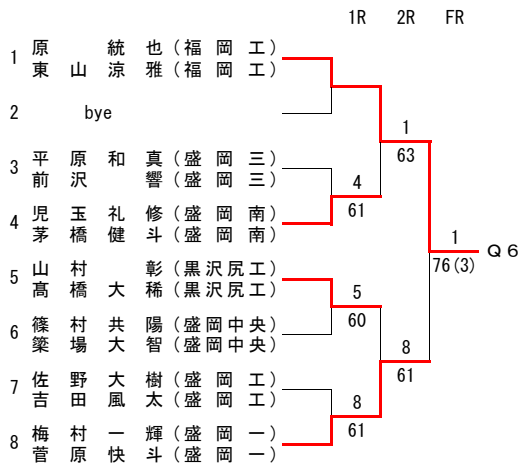 1R 2R FR
1 原 統也(福岡工)
東山涼雅(福岡工)
2 bye
3 平原和真(盛岡三)
前沢 響(盛岡三)
4 児玉礼修(盛岡南)
茅橋健斗(盛岡南)
5 山村 彰(黒沢尻工)
髙橋大稀(黒沢尻工)
6 篠村共陽(盛岡中央)
簗場大智(盛岡中央)
7 佐野大樹(盛岡工)
吉田風太(盛岡工)
8 梅村一輝(盛岡一)
菅原快斗(盛岡一)
4
61
5
60
8
61
1
63
8
61
1
76(3)
Q6